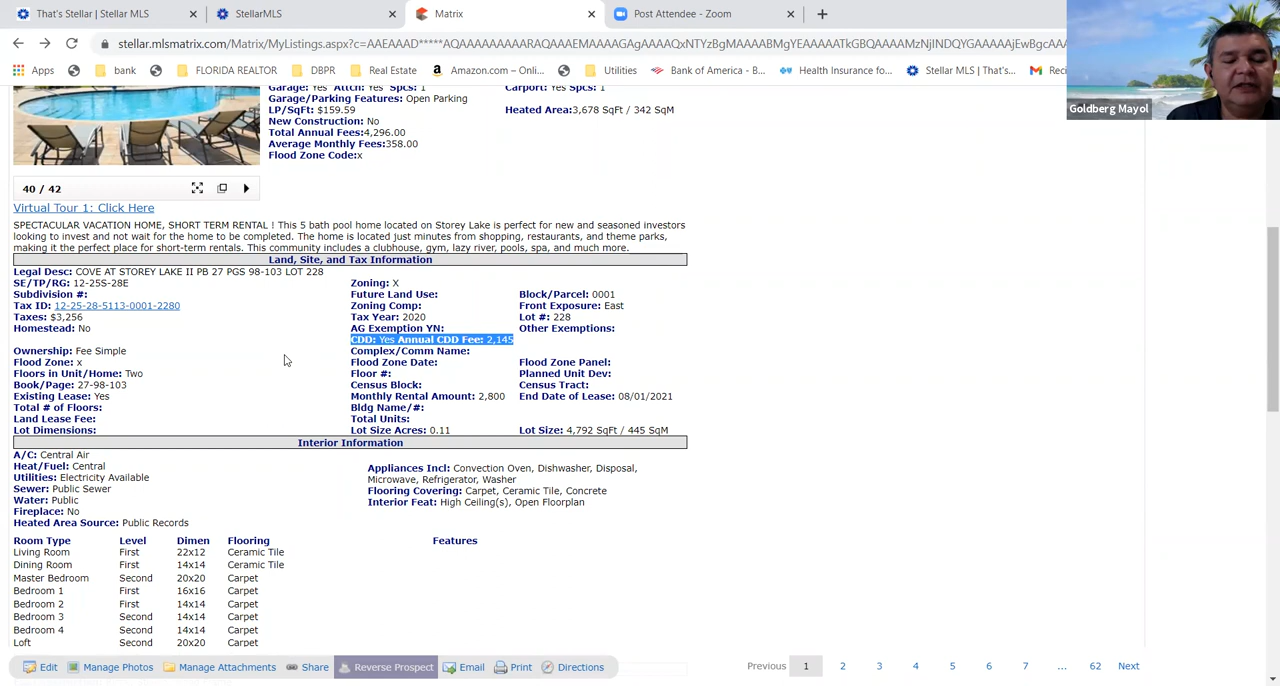 That's Stellar | Stellar MLS
StellarMLS
Matrix
Post Attendee - Zoom
stellar.mlsmatrix.com/Matrix/MyListings.aspx?c=AAEAAAD*****AQAAAAAAAAARAQAAAEMAAAAGAgAAAAQxNTYzBgMAAAABMgYEAAAAATkGBQAAAAMzNjINDQYGAAAAAjEwBgcAA
Apps
bank
FLORIDA REALTOR
DBPR
Real Estate
Amazon.com – Onli...
Utilities
Bank of America - B...
Health Insurance fo...
Stellar MLS | That's...
Goldberg Mayol
Garage: Yes Attch: Yes Spcs: 1 Carport: Yes Spcs: 1
Garage/Parking Features: Open Parking
LP/SqFt: $159.59 Heated Area:3,678 SqFt / 342 SqM
New Construction: No
Total Annual Fees:4,296.00
Average Monthly Fees:358.00
Flood Zone Code:x
40 / 42
Virtual Tour 1: Click Here
SPECTACULAR VACATION HOME, SHORT TERM RENTAL ! This 5 bath pool home located on Storey Lake is perfect for new and seasoned investors
looking to invest and not wait for the home to be completed. The home is located just minutes from shopping, restaurants, and theme parks,
making it the perfect place for short-term rentals. This community includes a clubhouse, gym, lazy river, pools, spa, and much more.
Land, Site, and Tax Information
Legal Desc: COVE AT STOREY LAKE II PB 27 PGS 98-103 LOT 228
SE/TP/RG: 12-25S-28E Zoning: X
Subdivision #: Future Land Use: Block/Parcel: 0001
Tax ID: 12-25-28-5113-0001-2280 Zoning Comp: Front Exposure: East
Taxes: $3,256 Tax Year: 2020 Lot #: 228
Homestead: No AG Exemption YN: Other Exemptions:
CDD: Yes Annual CDD Fee: 2,145
Ownership: Fee Simple Complex/Comm Name:
Flood Zone: x Flood Zone Date: Flood Zone Panel:
Floors in Unit/Home: Two Floor #: Planned Unit Dev:
Book/Page: 27-98-103 Census Block: Census Tract:
Existing Lease: Yes Monthly Rental Amount: 2,800 End Date of Lease: 08/01/2021
Total # of Floors: Bldg Name/#:
Land Lease Fee: Total Units:
Lot Dimensions: Lot Size Acres: 0.11 Lot Size: 4,792 SqFt / 445 SqM
Interior Information
A/C: Central Air
Heat/Fuel: Central
Utilities: Electricity Available
Sewer: Public Sewer
Water: Public
Fireplace: No
Heated Area Source: Public Records
Appliances Incl: Convection Oven, Dishwasher, Disposal,
Microwave, Refrigerator, Washer
Flooring Covering: Carpet, Ceramic Tile, Concrete
Interior Feat: High Ceiling(s), Open Floorplan
Room Type Level Dimen Flooring Features
Living Room First 22x12 Ceramic Tile
Dining Room First 14x14 Ceramic Tile
Master Bedroom Second 20x20 Carpet
Bedroom 1 First 16x16 Carpet
Bedroom 2 First 14x14 Carpet
Bedroom 3 Second 14x14 Carpet
Bedroom 4 Second 14x14 Carpet
Loft Second 20x20 Carpet
Edit Manage Photos Manage Attachments Share Reverse Prospect Email Print Directions
Previous 1 2 3 4 5 6 7 ... 62 Next